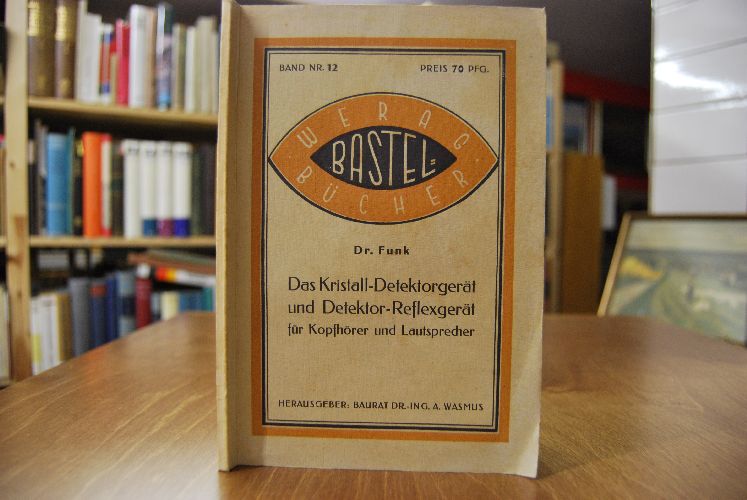 BAND NR. 12
PREIS 70 PFG.
WERAG
BASTEL=
BÜCHER
Dr. Funk
Das Kristall-Detektorgerät
und Detektor-Reflexgerät
für Kopfhörer und Lautsprecher
HERAUSGEBER: BAURAT DR.-ING. A. WASMUS